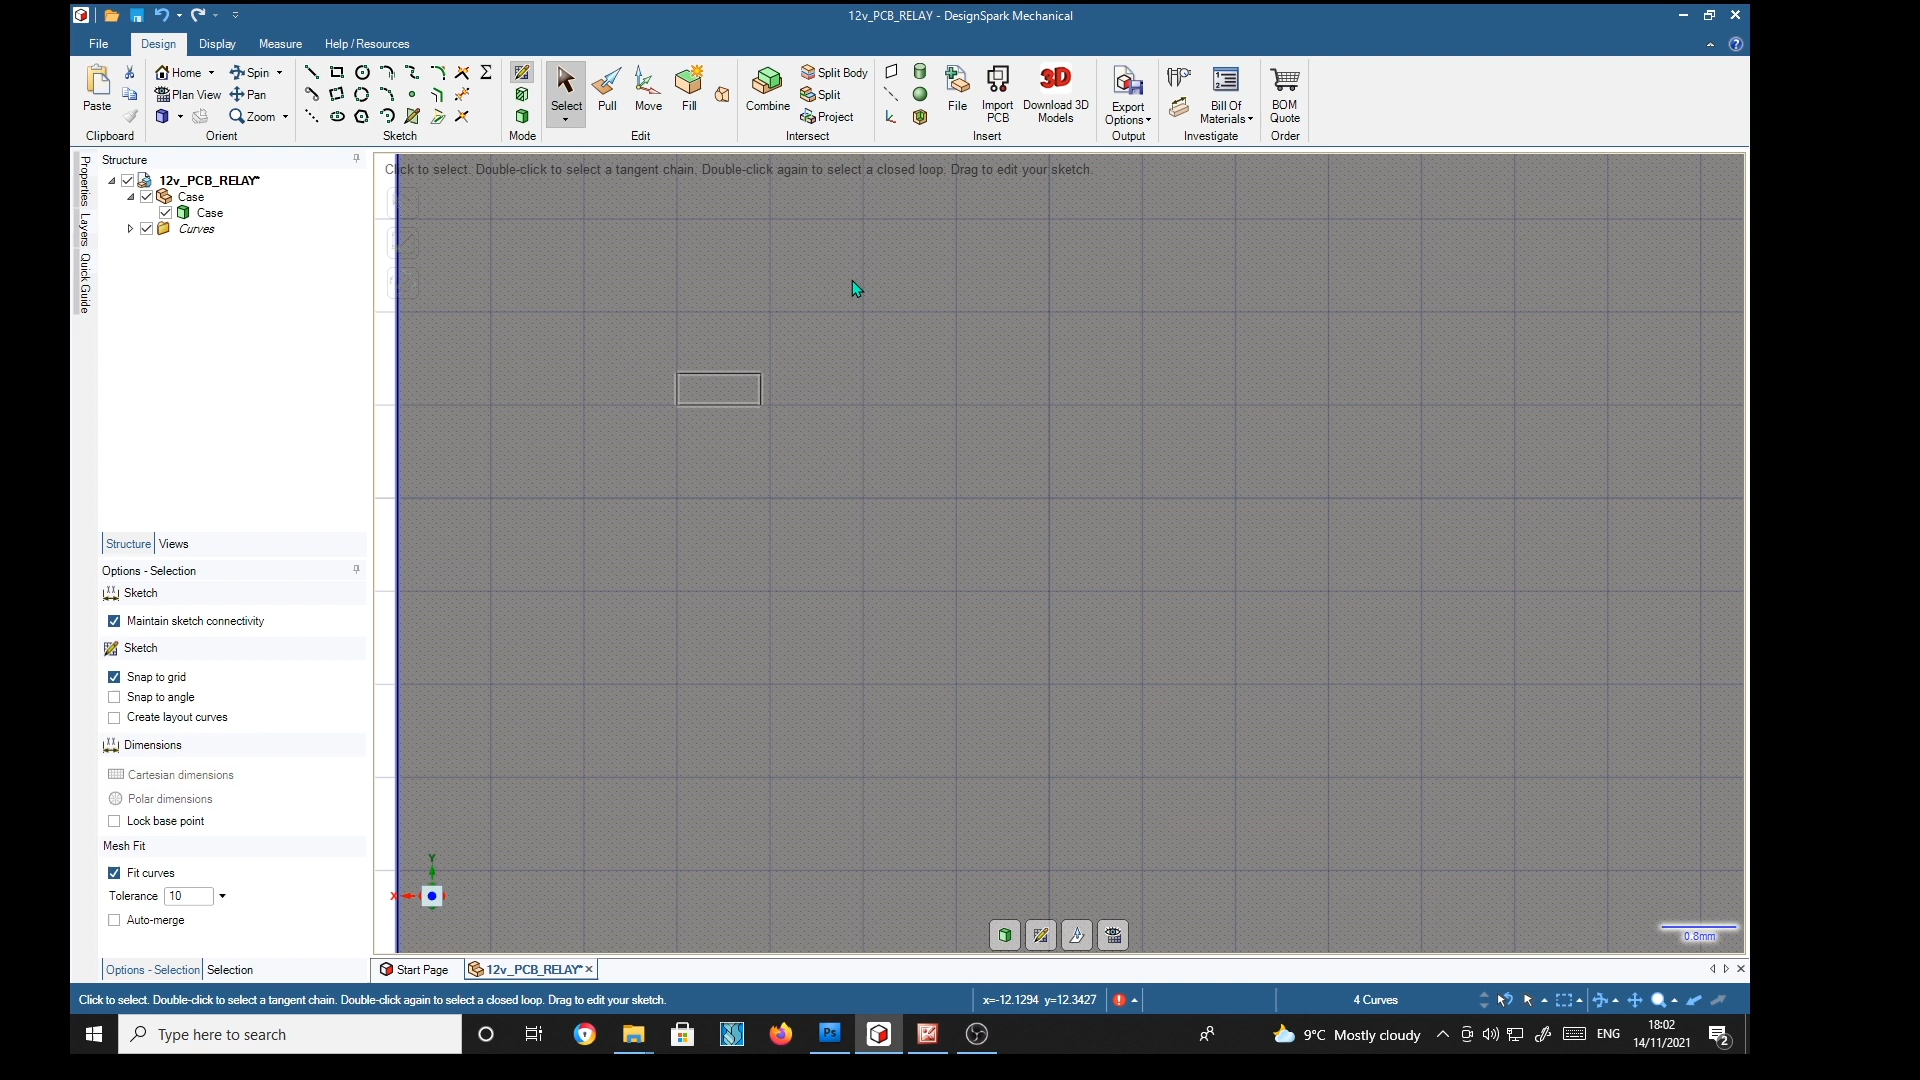 12v_PCB_RELAY - DesignSpark Mechanical
File Design Display Measure Help / Resources
Paste
Home Spin
Plan View Pan
Zoom
Select Pull Move Fill
Combine
Split Body
Split
Project
File Import PCB Download 3D Models
3D
Export Options
Bill Of Materials
BOM Quote
Clipboard Orient Sketch Mode Edit Intersect Insert Output Investigate Order
Properties Layers Quick Guide
Structure
12v_PCB_RELAY*
Case
Case
Curves
Click to select. Double-click to select a tangent chain. Double-click again to select a closed loop. Drag to edit your sketch.
Structure Views
Options - Selection
Sketch
Maintain sketch connectivity
Sketch
Snap to grid
Snap to angle
Create layout curves
Dimensions
Cartesian dimensions
Polar dimensions
Lock base point
Mesh Fit
Fit curves
Tolerance 10
Auto-merge
Y
X
0.8mm
Options - Selection Selection
Start Page 12v_PCB_RELAY*
Click to select. Double-click to select a tangent chain. Double-click again to select a closed loop. Drag to edit your sketch.
x=-12.1294 y=12.3427
4 Curves
Type here to search
Ps
9°C Mostly cloudy
ENG
18:02
14/11/2021
2